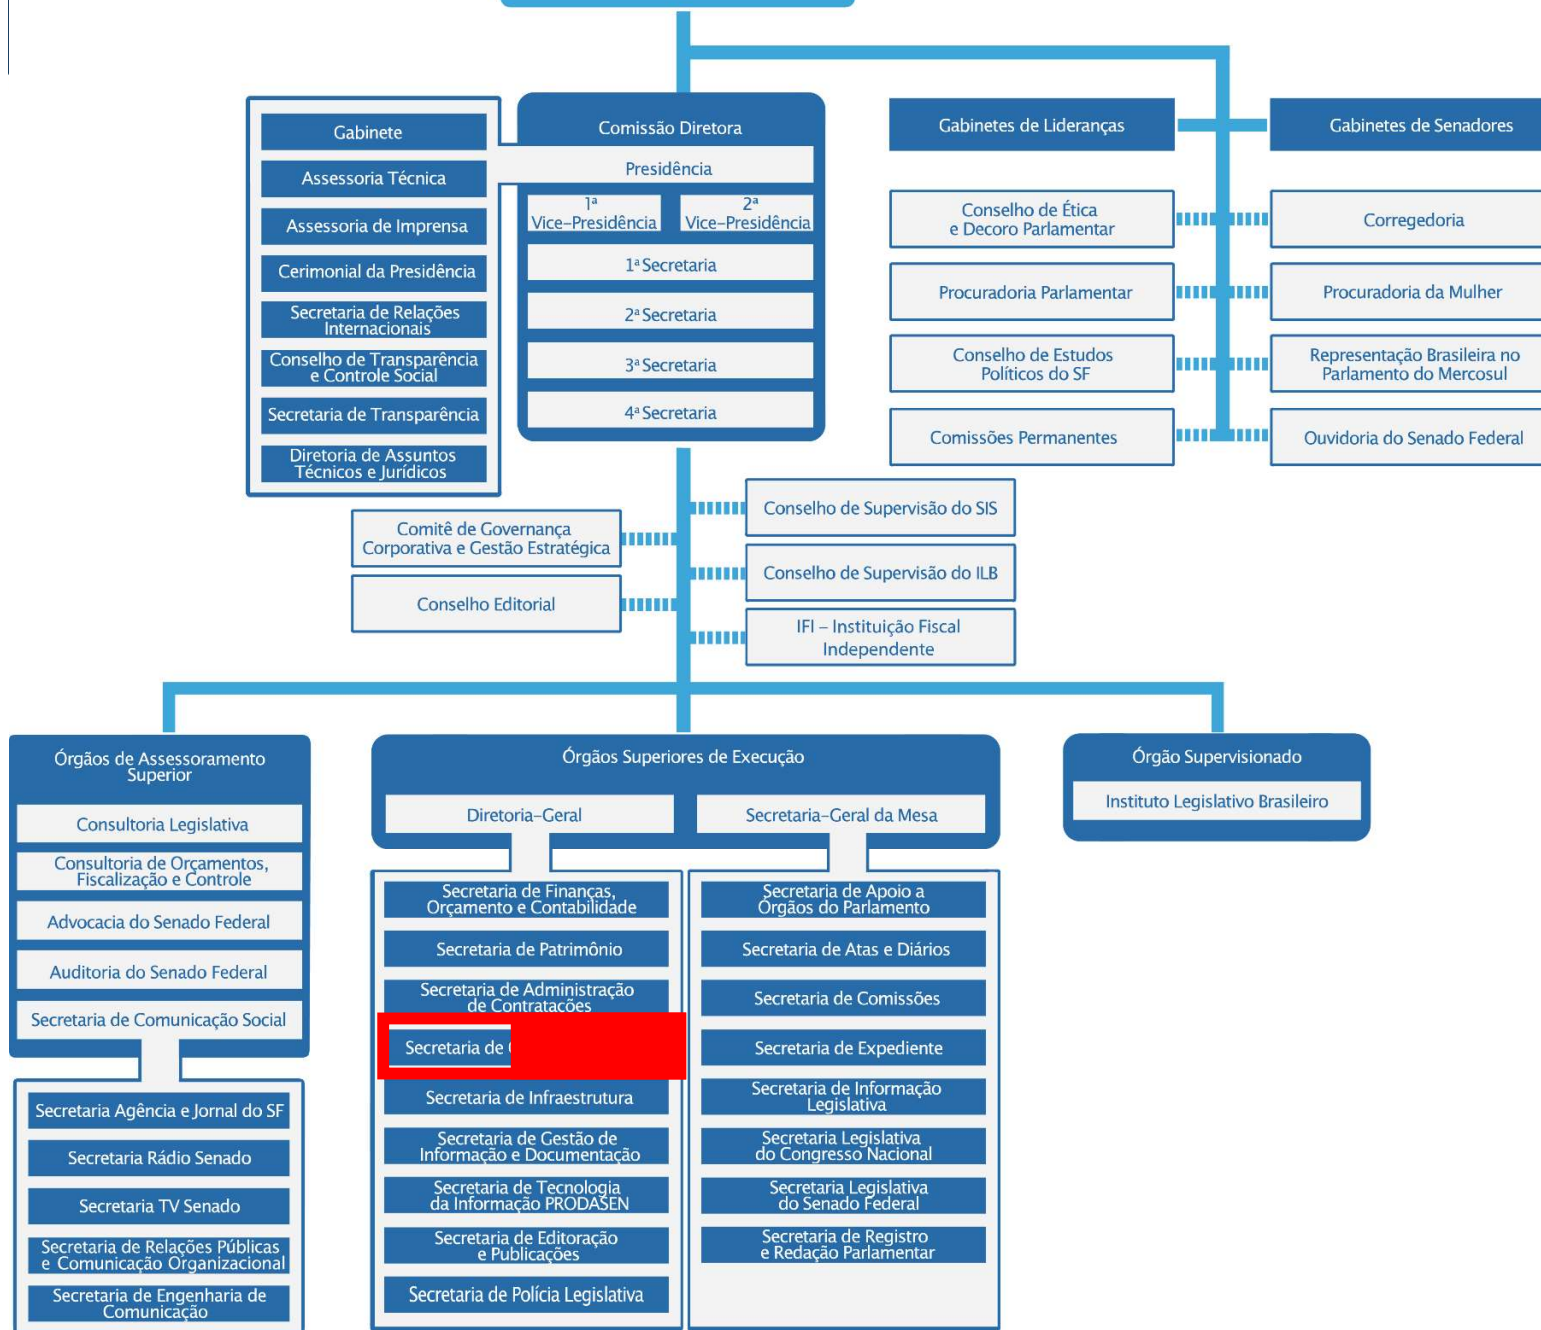 Gabinete
Assessoria Técnica
Assessoria de Imprensa
Cerimonial da Presidência
Secretaria de Relações
Internacionais
Conselho de Transparência
e Controle Social
Secretaria de Transparência
Diretoria de Assuntos
Técnicos e Jurídicos
Comissão Diretora
Presidência
1ª
Vice-Presidência
2ª
Vice-Presidência
1ª Secretaria
2ª Secretaria
3ª Secretaria
4ª Secretaria
Gabinetes de Lideranças
Gabinetes de Senadores
Conselho de Ética
e Decoro Parlamentar
Corregedoria
Procuradoria Parlamentar
Procuradoria da Mulher
Conselho de Estudos
Políticos do SF
Representação Brasileira no
Parlamento do Mercosul
Comissões Permanentes
Ouvidoria do Senado Federal
Comitê de Governança
Corporativa e Gestão Estratégica
Conselho Editorial
Conselho de Supervisão do SIS
Conselho de Supervisão do ILB
IFI – Instituição Fiscal
Independente
Órgãos de Assessoramento
Superior
Consultoria Legislativa
Consultoria de Orçamentos,
Fiscalização e Controle
Advocacia do Senado Federal
Auditoria do Senado Federal
Secretaria de Comunicação Social
Secretaria Agência e Jornal do SF
Secretaria Rádio Senado
Secretaria TV Senado
Secretaria de Relações Públicas
e Comunicação Organizacional
Secretaria de Engenharia de
Comunicação
Órgãos Superiores de Execução
Diretoria-Geral
Secretaria de Finanças,
Orçamento e Contabilidade
Secretaria de Patrimônio
Secretaria de Administração
de Contratações
Secretaria de
Secretaria de Infraestrutura
Secretaria de Gestão de
Informação e Documentação
Secretaria de Tecnologia
da Informação PRODASEN
Secretaria de Editoração
e Publicações
Secretaria de Polícia Legislativa
Secretaria-Geral da Mesa
Secretaria de Apoio a
Órgãos do Parlamento
Secretaria de Atas e Diários
Secretaria de Comissões
Secretaria de Expediente
Secretaria de Informação
Legislativa
Secretaria Legislativa
do Congresso Nacional
Secretaria Legislativa
do Senado Federal
Secretaria de Registro
e Redação Parlamentar
Órgão Supervisionado
Instituto Legislativo Brasileiro